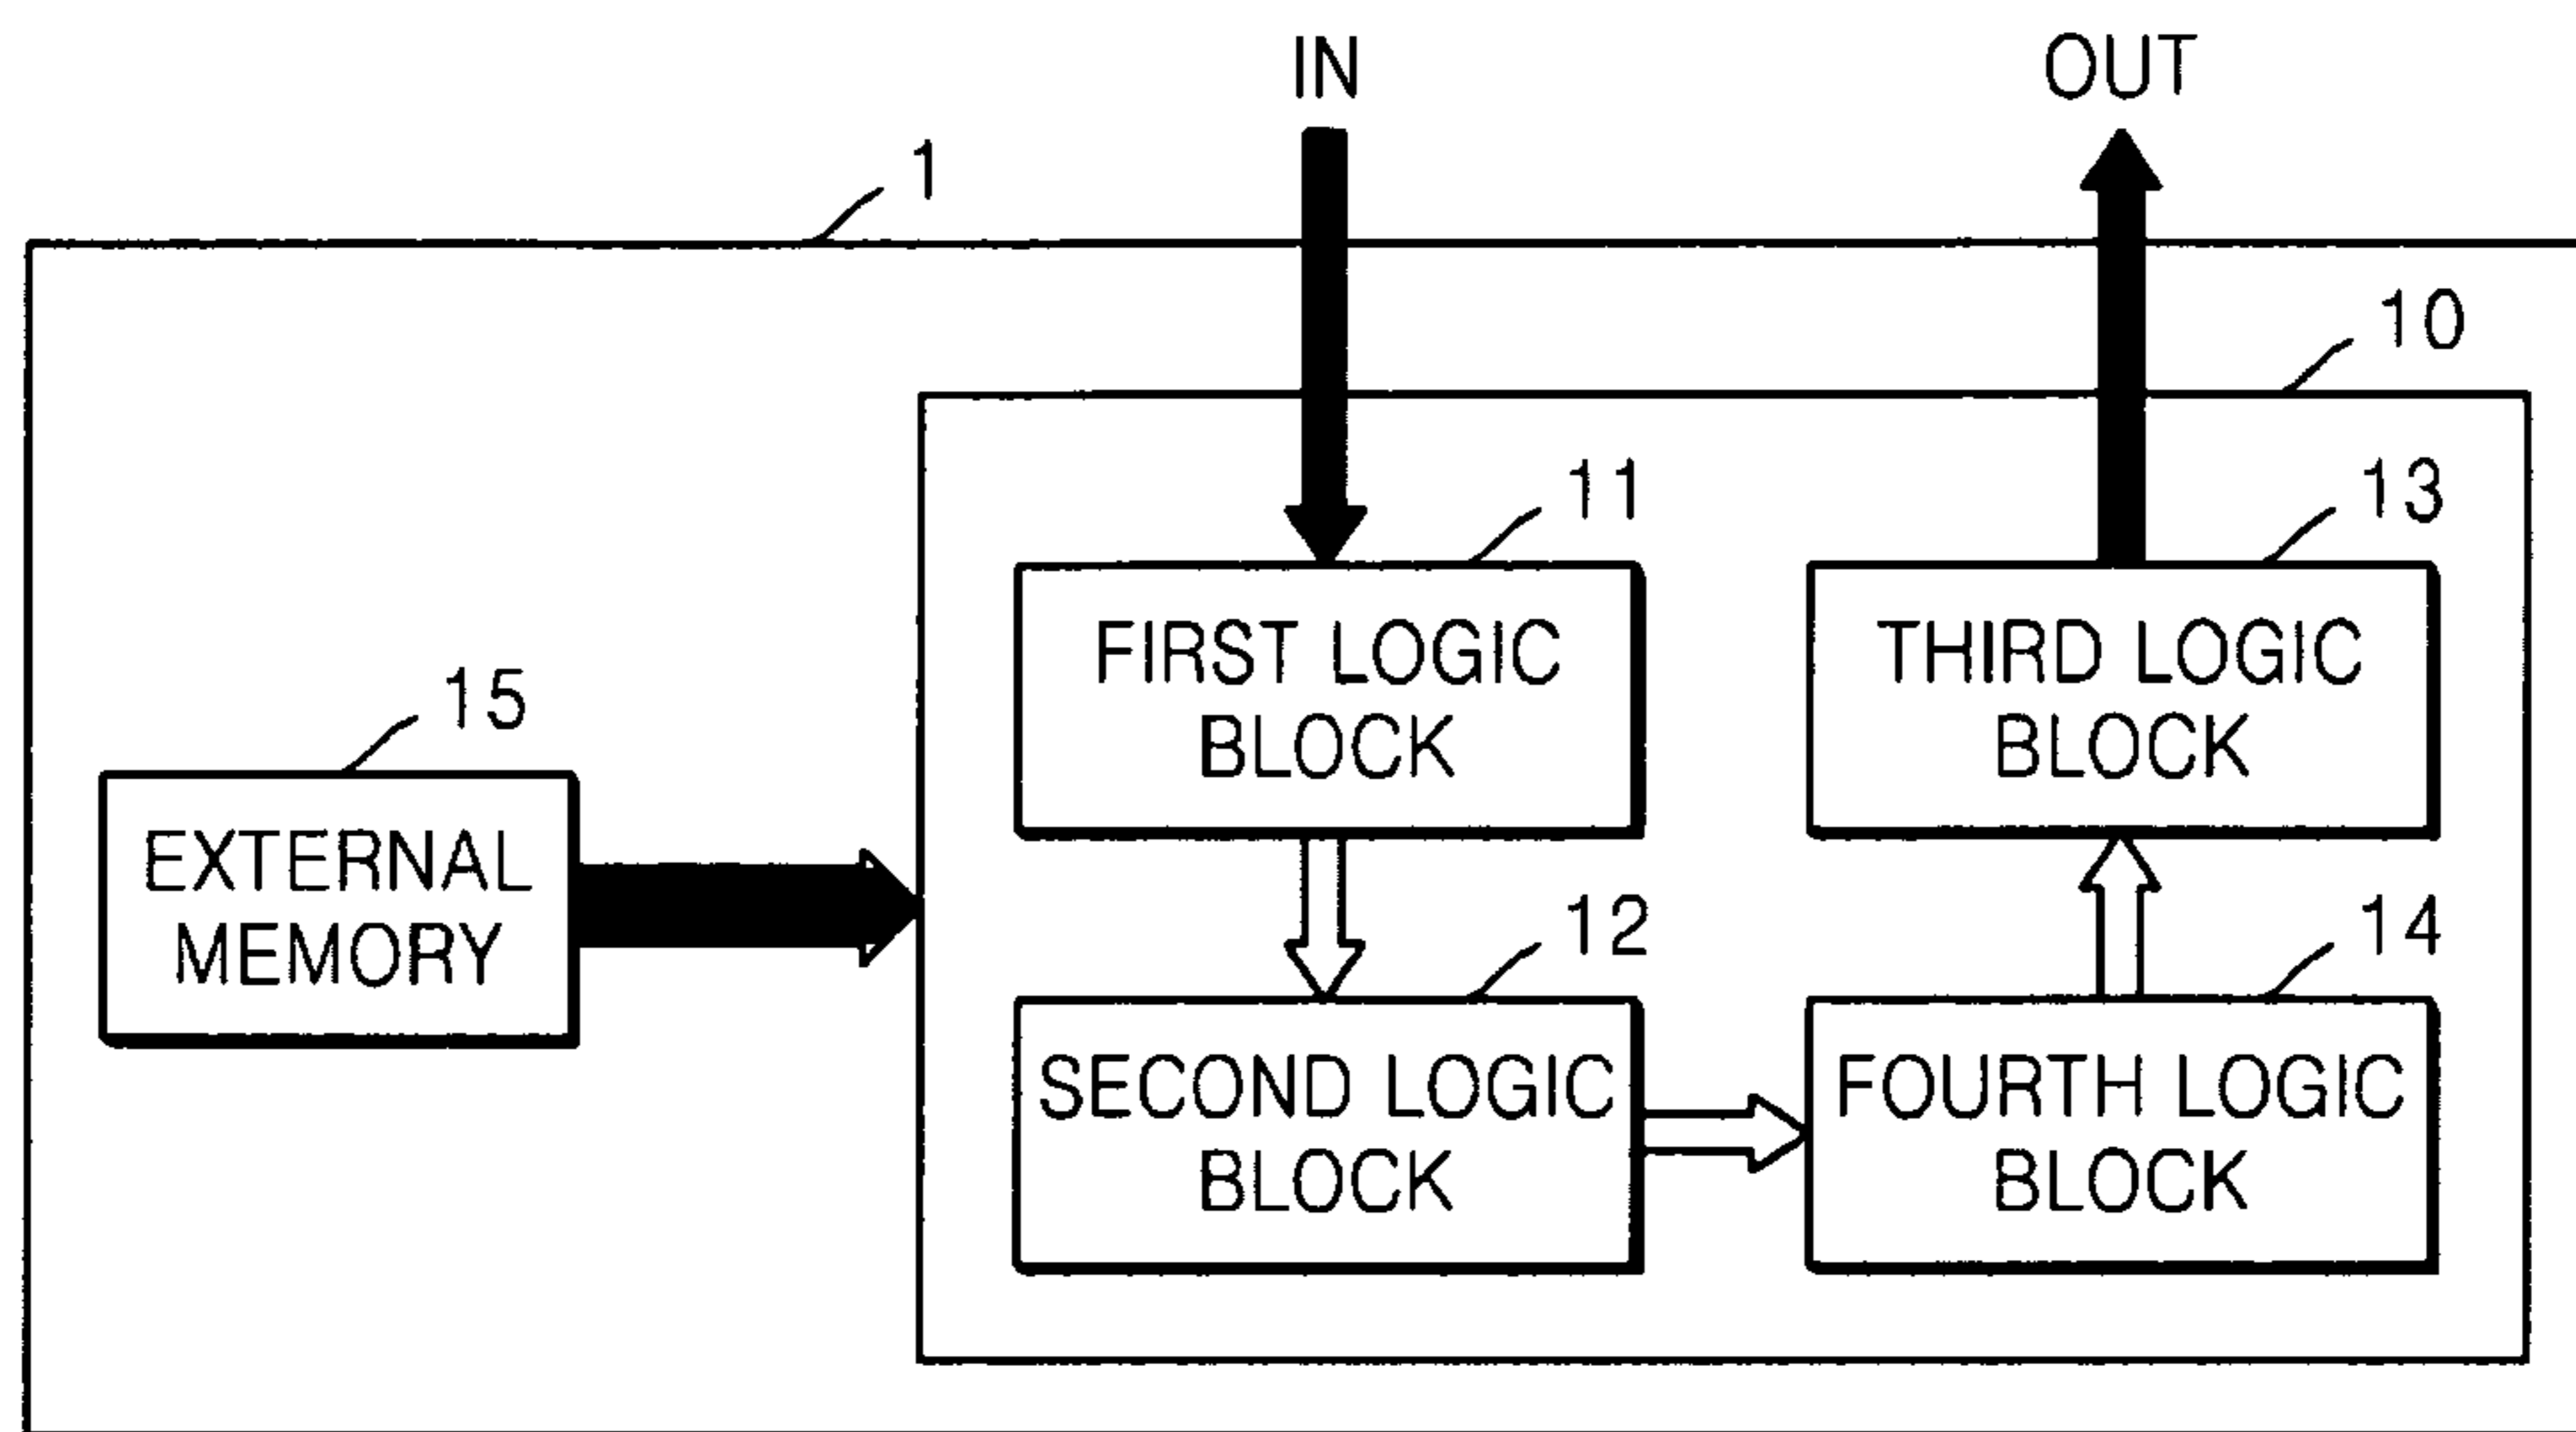 IN
OUT
1
10
11
13
FIRST LOGIC
BLOCK
THIRD LOGIC
BLOCK
15
EXTERNAL
MEMORY
12
14
SECOND LOGIC
BLOCK
FOURTH LOGIC
BLOCK